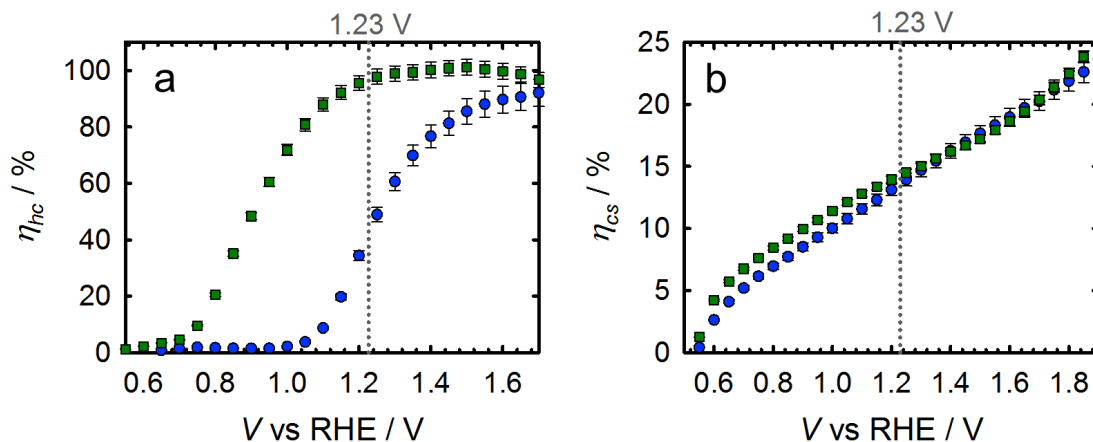 1.23 V
a
100
80
60
40
20
0
η_hc / %
0.6 0.8 1.0 1.2 1.4 1.6
V vs RHE / V
1.23 V
b
25
20
15
10
5
0
η_cs / %
0.6 0.8 1.0 1.2 1.4 1.6 1.8
V vs RHE / V